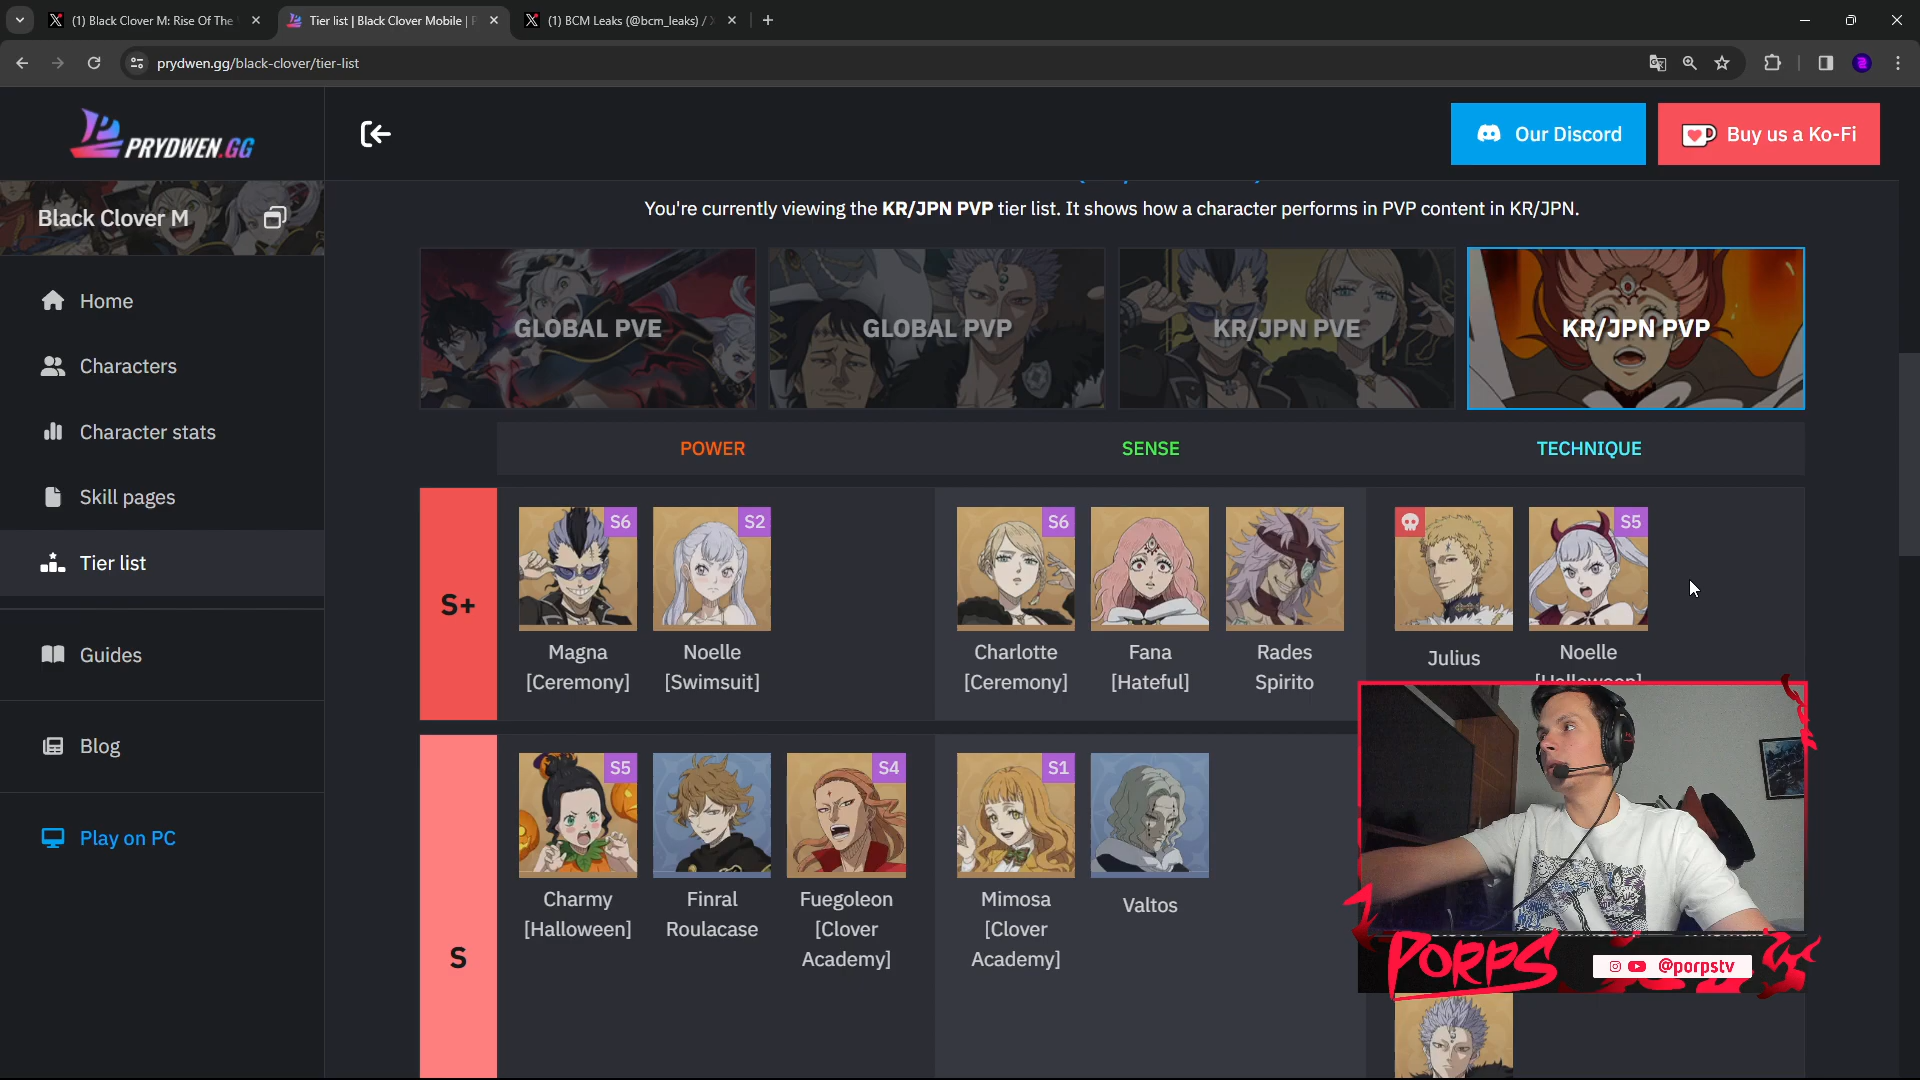 (1) Black Clover M: Rise Of The
Tier list | Black Clover Mobile |
(1) BCM Leaks (@bcm_leaks) /
prydwen.gg/black-clover/tier-list
PRYDWEN.GG
Our Discord
Buy us a Ko-Fi
Black Clover M
Home
Characters
Character stats
Skill pages
Tier list
Guides
Blog
Play on PC
You're currently viewing the KR/JPN PVP tier list. It shows how a character performs in PVP content in KR/JPN.
GLOBAL PVE
GLOBAL PVP
KR/JPN PVE
KR/JPN PVP
POWER
SENSE
TECHNIQUE
S+
S6
Magna
[Ceremony]
S2
Noelle
[Swimsuit]
S6
Charlotte
[Ceremony]
Fana
[Hateful]
Rades
Spirito
Julius
S5
Noelle
[Halloween]
S
S5
Charmy
[Halloween]
Finral
Roulacase
S4
Fuegoleon
[Clover
Academy]
S1
Mimosa
[Clover
Academy]
Valtos
PORPS
@porpstv